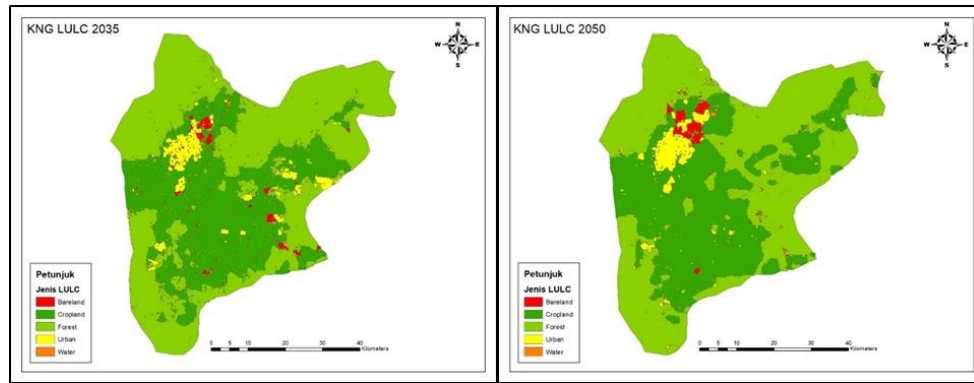 KNG LULC 2035
N
W E
S
Petunjuk
Jenis LULC
Bareland
Cropland
Forest
Urban
Water
0 5 10 20 30 40
Kilometers
KNG LULC 2050
N
W E
S
Petunjuk
Jenis LULC
Bareland
Cropland
Forest
Urban
Water
0 5 10 20 30 40
Kilometers